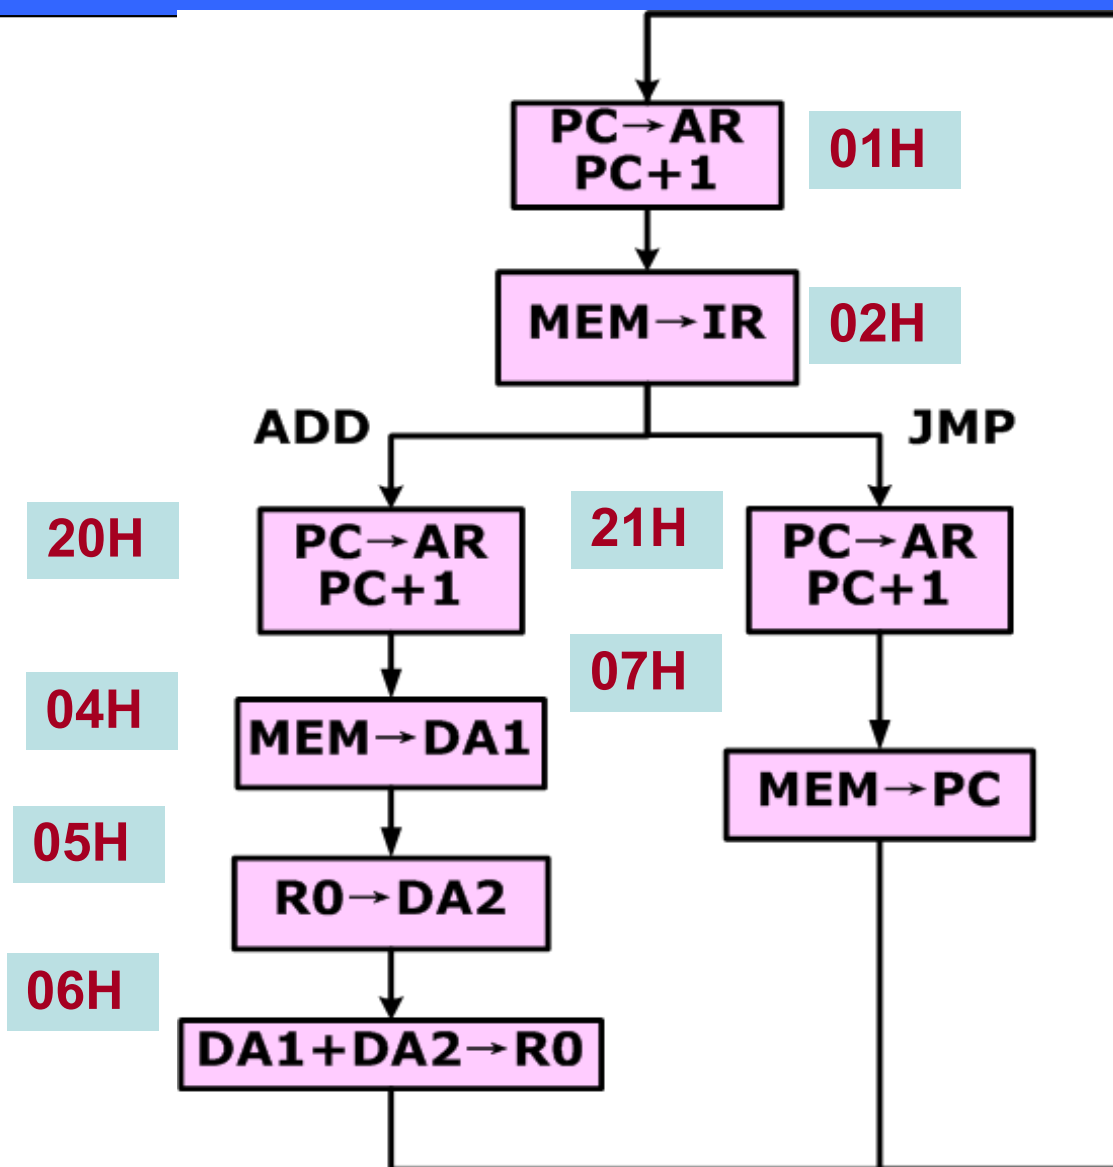 PC→AR
PC+1
01H
MEM→IR
02H
ADD
JMP
20H
PC→AR
PC+1
21H
PC→AR
PC+1
04H
MEM→DA1
07H
MEM→PC
05H
R0→DA2
06H
DA1+DA2→R0